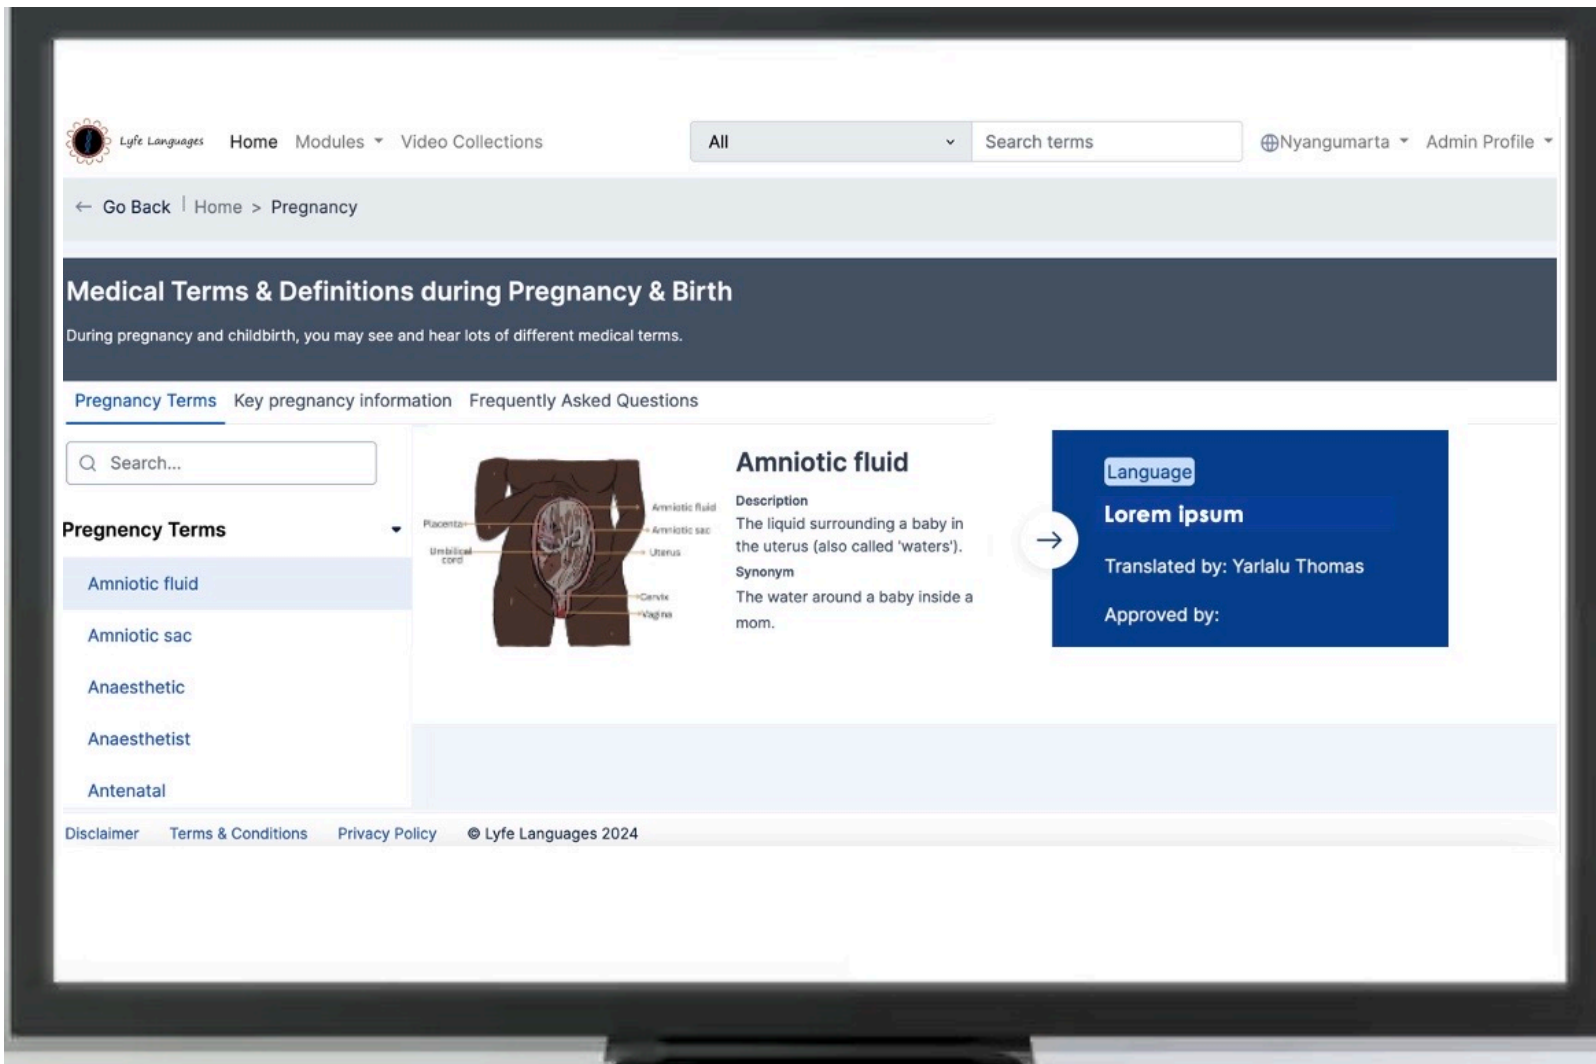 Lyfe Languages Home Modules Video Collections All Search terms Nyangumarta Admin Profile
← Go Back | Home > Pregnancy
Medical Terms & Definitions during Pregnancy & Birth
During pregnancy and childbirth, you may see and hear lots of different medical terms.
Pregnancy Terms Key pregnancy information Frequently Asked Questions
Search...
Pregnency Terms
Amniotic fluid
Amniotic sac
Anaesthetic
Anaesthetist
Antenatal
Placenta
Umbilical
cord
Amniotic fluid
Amniotic sac
Uterus
Cervix
Vagina
Amniotic fluid
Description
The liquid surrounding a baby in
the uterus (also called 'waters').
Synonym
The water around a baby inside a
mom.
→
Language
Lorem ipsum
Translated by: Yarlalu Thomas
Approved by:
Disclaimer Terms & Conditions Privacy Policy © Lyfe Languages 2024